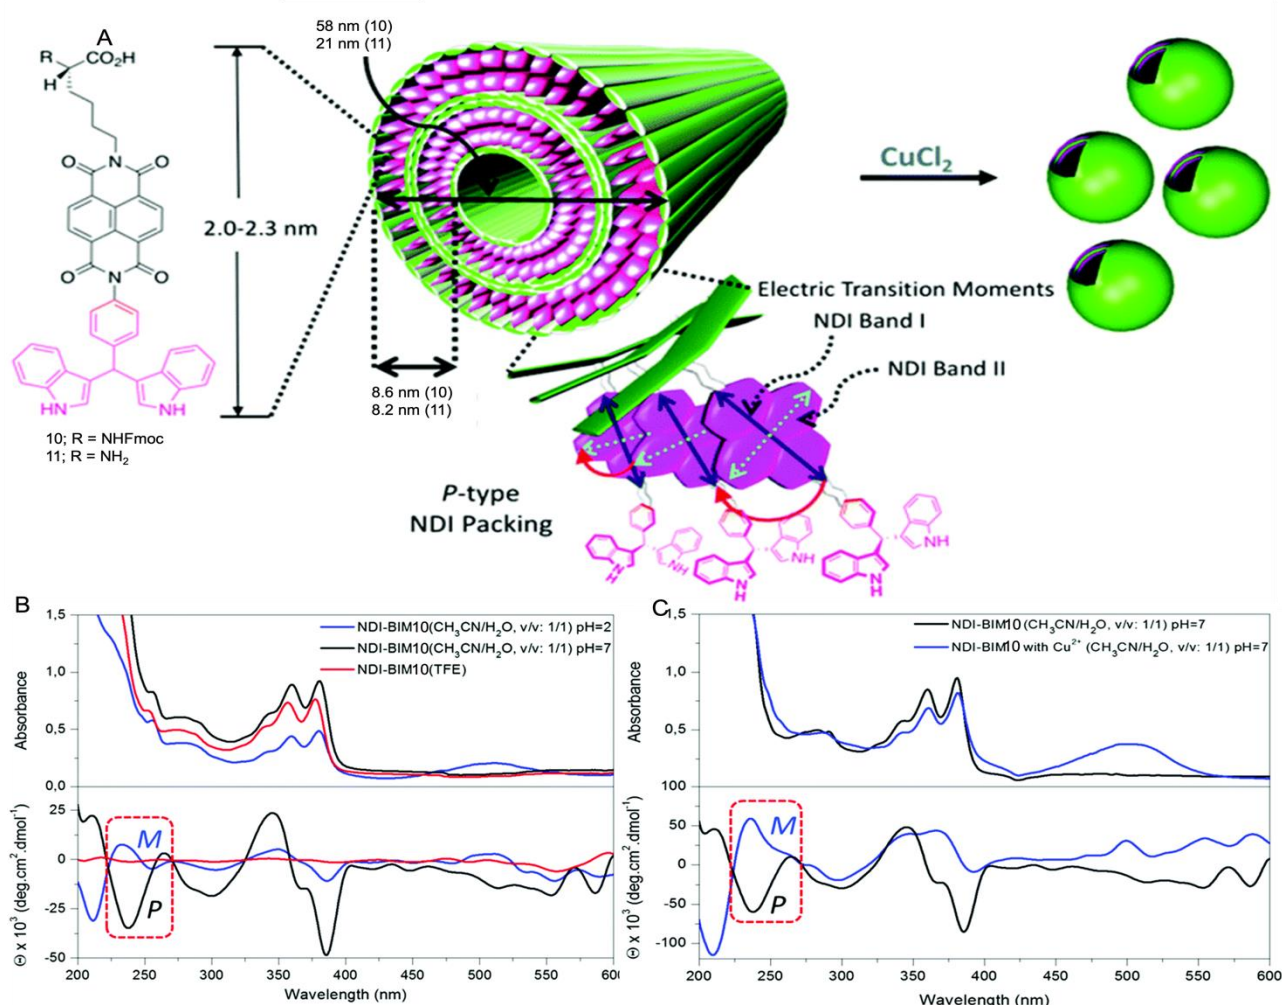 A
R
CO₂H
H
O
O
N
O
O
N
HN
NH
10; R = NHFmoc
11; R = NH₂
2.0-2.3 nm
58 nm (10)
21 nm (11)
8.6 nm (10)
8.2 nm (11)
CuCl₂
Electric Transition Moments
NDI Band I
NDI Band II
P-type
NDI Packing
N
H
NH
N
H
NH
N
H
NH
B
1,5
1,0
0,5
0,0
Absorbance
NDI-BIM10(CH₃CN/H₂O, v/v: 1/1) pH=2
NDI-BIM10(CH₃CN/H₂O, v/v: 1/1) pH=7
NDI-BIM10(TFE)
25
0
-25
-50
Θ x 10³ (deg.cm².dmol⁻¹)
M
P
200
250
300
350
400
450
500
550
600
Wavelength (nm)
C
1,5
1,0
0,5
100
Absorbance
NDI-BIM10 (CH₃CN/H₂O, v/v: 1/1) pH=7
NDI-BIM10 with Cu²⁺ (CH₃CN/H₂O, v/v: 1/1) pH=7
50
0
-50
-100
Θ x 10³ (deg.cm².dmol⁻¹)
M
P
200
250
300
350
400
450
500
550
600
Wavelength (nm)